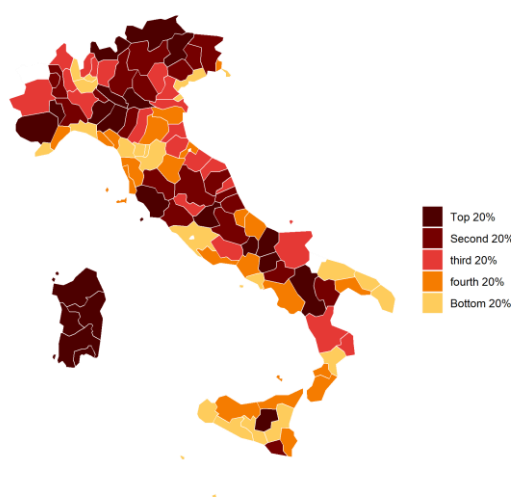 Top 20%
Second 20%
third 20%
fourth 20%
Bottom 20%